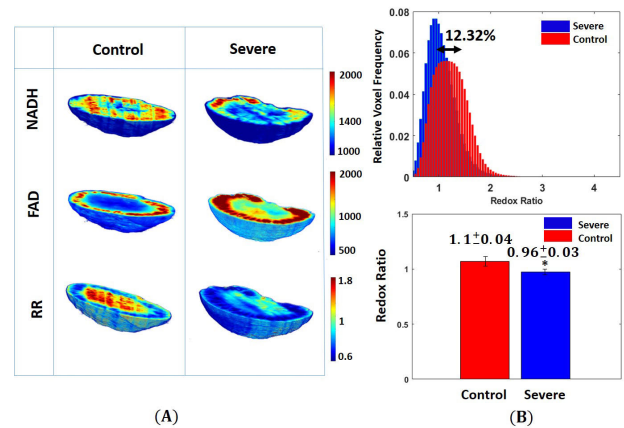 (A)
Control Severe
NADH
2000
1400
1000
FAD
2000
1000
500
RR
1.8
1
0.6
(B)
Relative Voxel Frequency
0.08
0.06
0.04
0.02
0
12.32%
Severe
Control
1 2 3 4
Redox Ratio
Redox Ratio
1.5
1
0.5
0
Severe
Control
1.1±0.04
0.96±0.03
*
Control Severe
(A) (B)